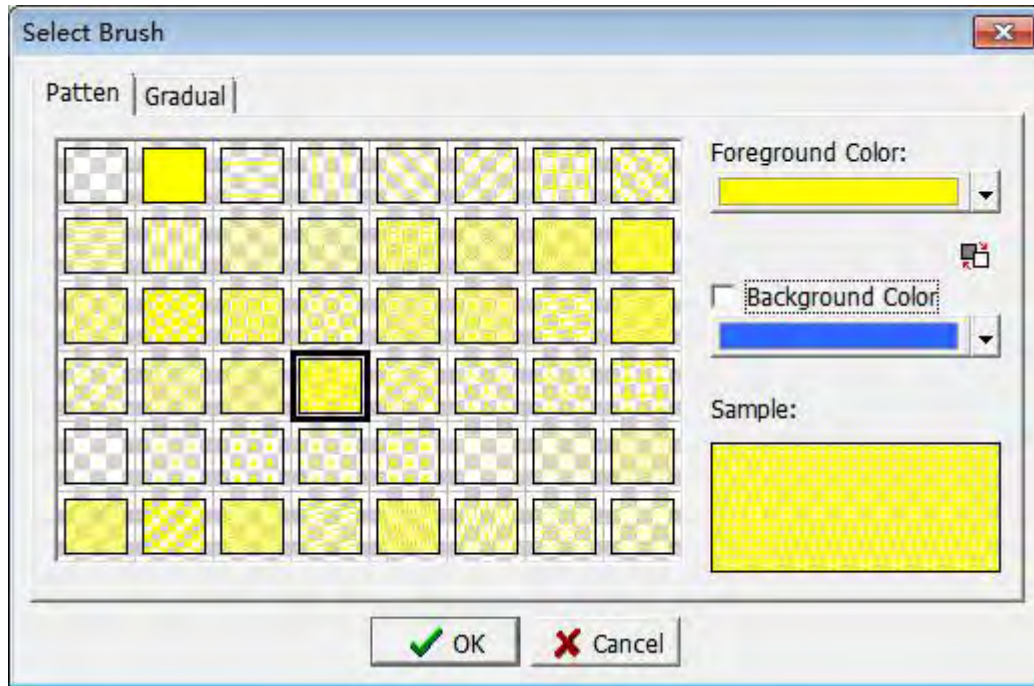 Select Brush
Patten
Gradual
Foreground Color:
Background Color
Sample:
OK
Cancel